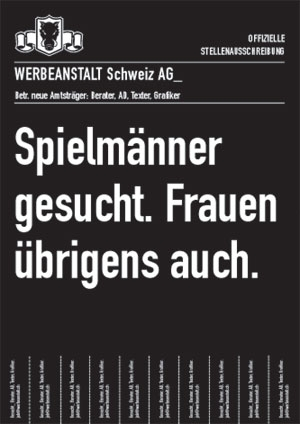 OFFIZIELLE
STELLENAUSSCHREIBUNG
WERBEANSTALT Schweiz AG_
Betr. neue Amtsträger: Berater, AD, Texter, Grafiker
Spielmänner
gesucht. Frauen
übrigens auch.